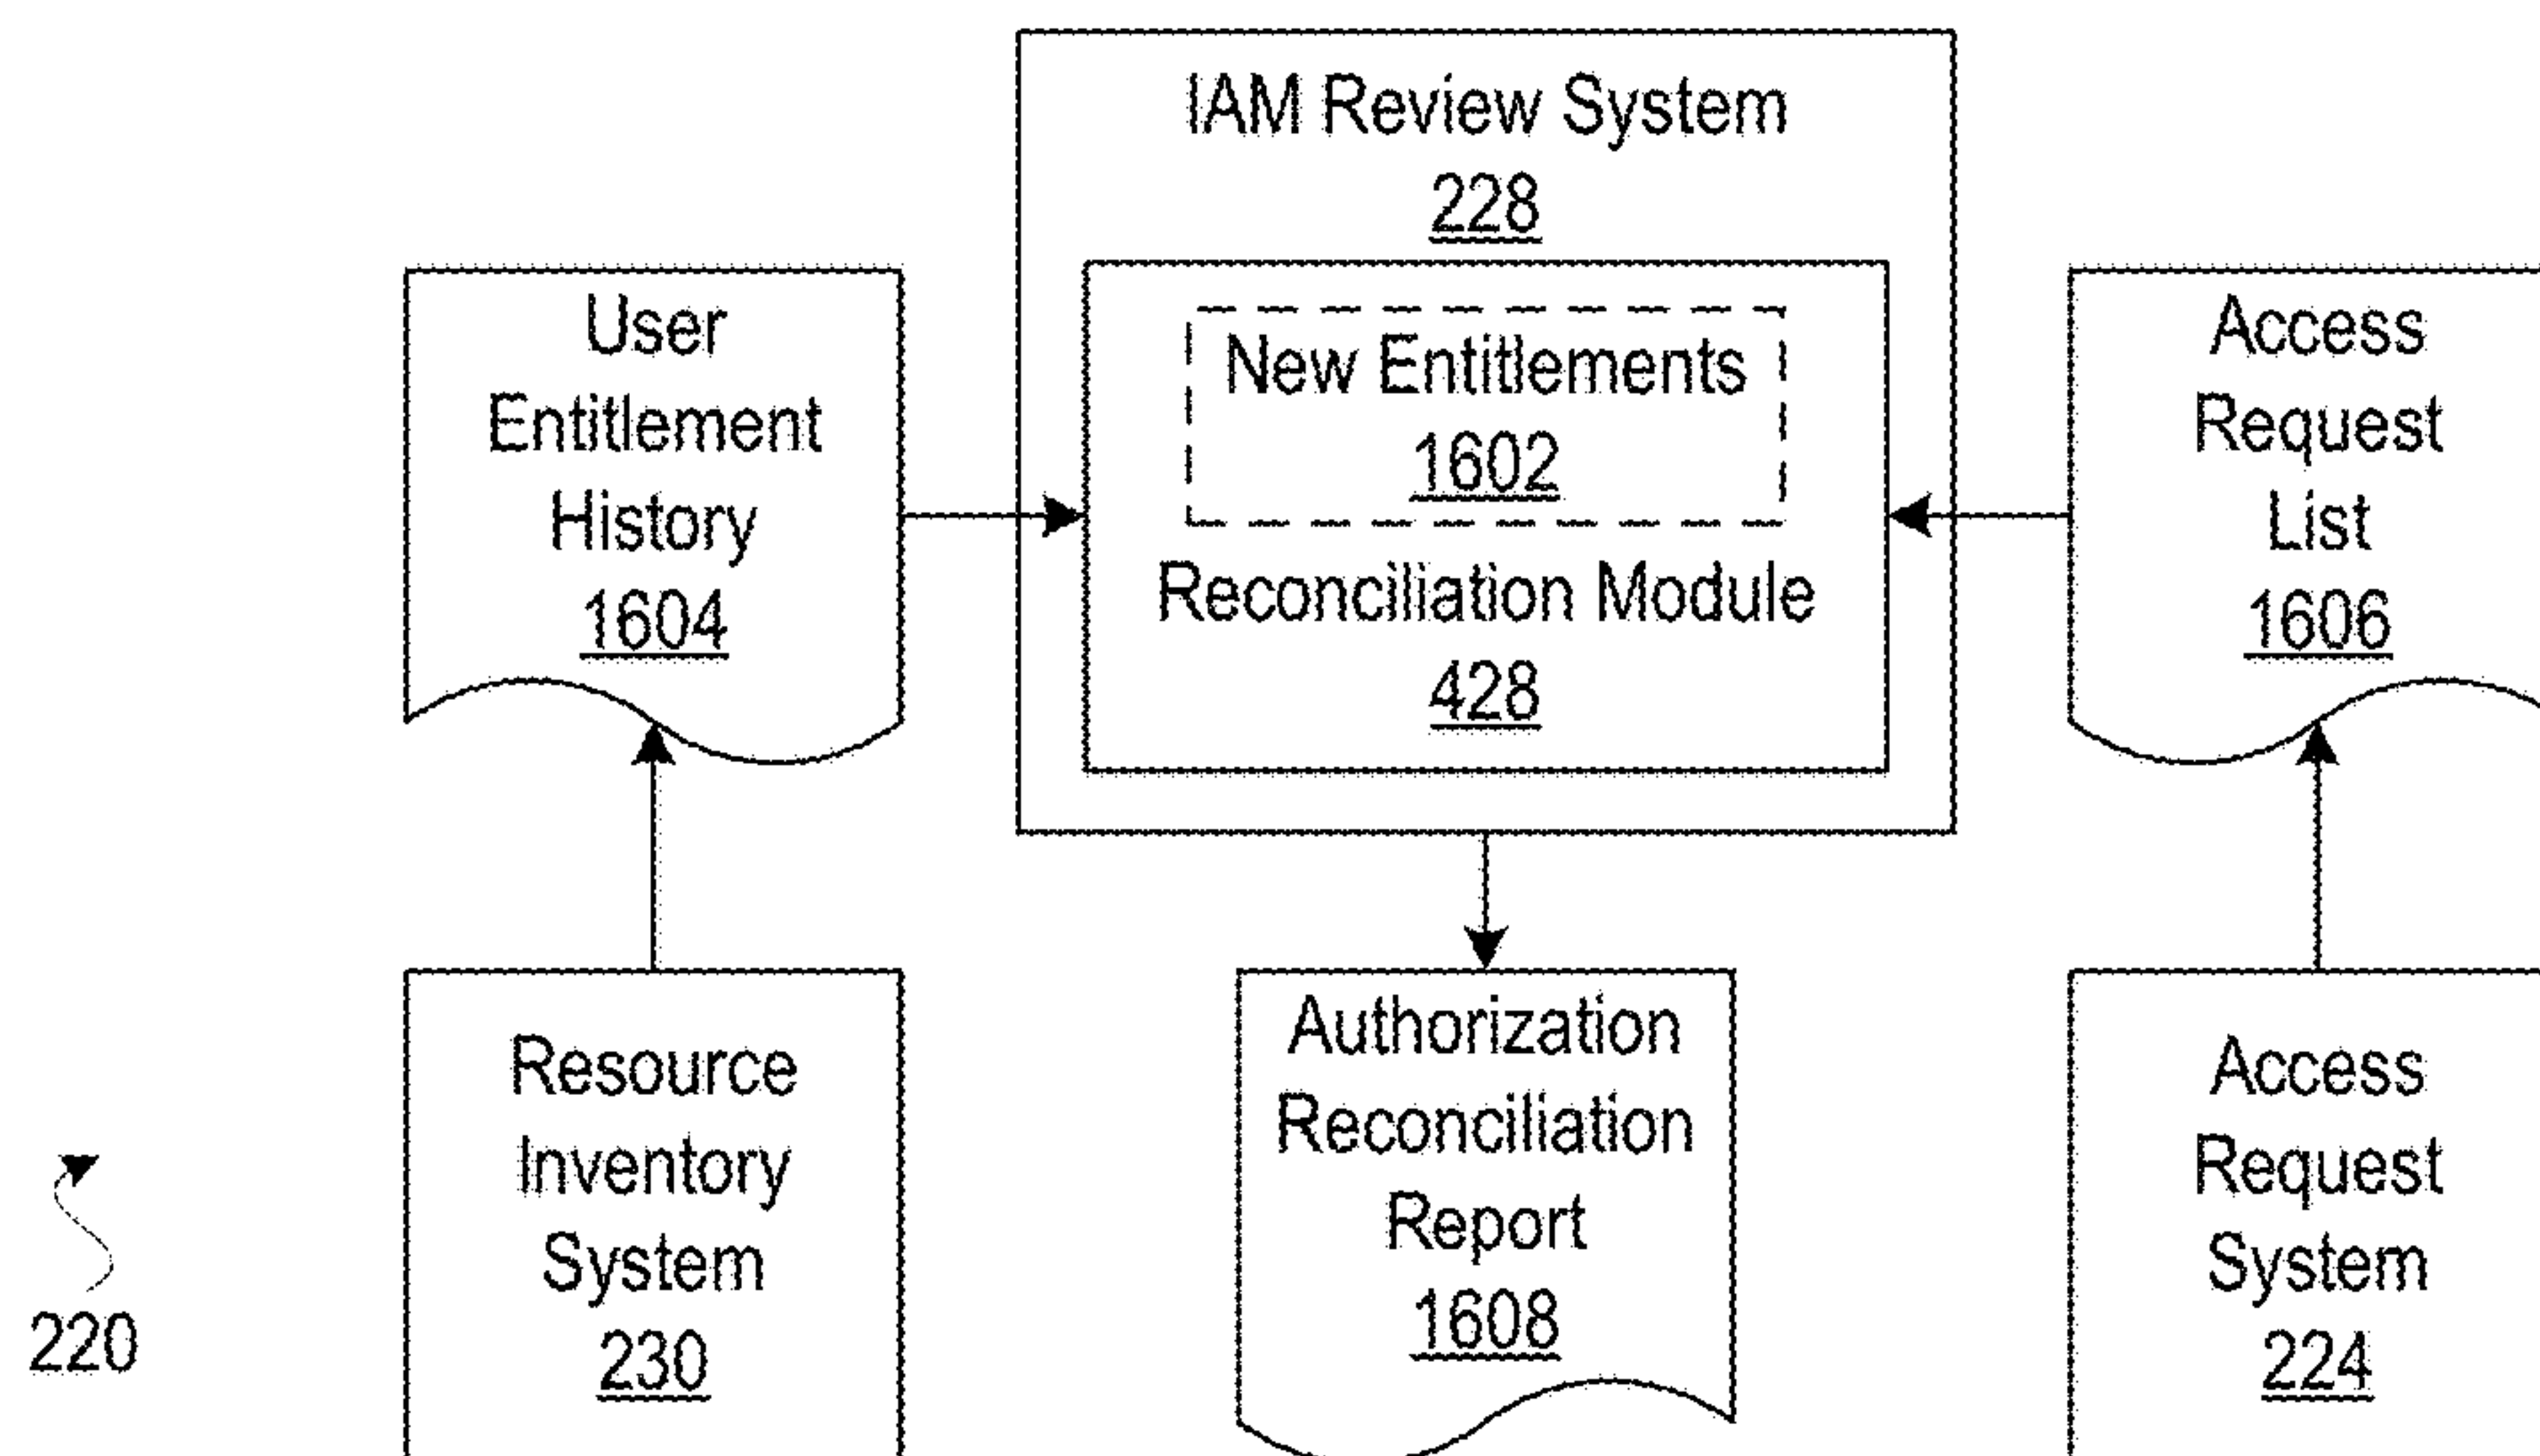 IAM Review System
228
User
Entitlement
History
1604
New Entitlements
1602
Reconciliation Module
428
Access
Request
List
1606
Resource
Inventory
System
230
Authorization
Reconciliation
Report
1608
Access
Request
System
224
220